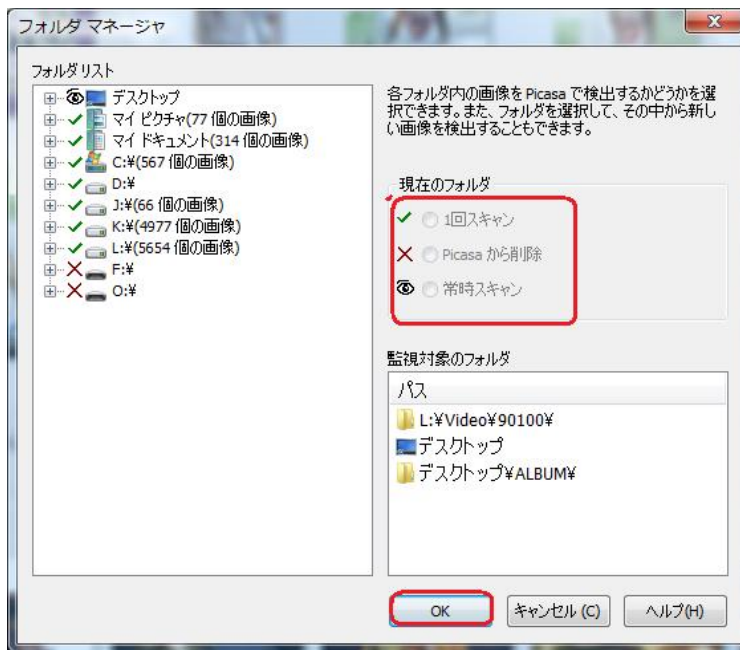 フォルダ マネージャ
フォルダ リスト
デスクトップ
マイ ピクチャ(77 個の画像)
マイ ドキュメント(314 個の画像)
C:¥(567 個の画像)
D:¥
J:¥(66 個の画像)
K:¥(4977 個の画像)
L:¥(5654 個の画像)
F:¥
O:¥
各フォルダ内の画像を Picasa で検出するかどうかを選
択できます。また、フォルダを選択して、その中から新し
い画像を検出することもできます。
現在のフォルダ
1回スキャン
Picasa から削除
常時スキャン
監視対象のフォルダ
パス
L:¥Video¥90100¥
デスクトップ
デスクトップ¥ALBUM¥
OK
キャンセル (C)
ヘルプ(H)